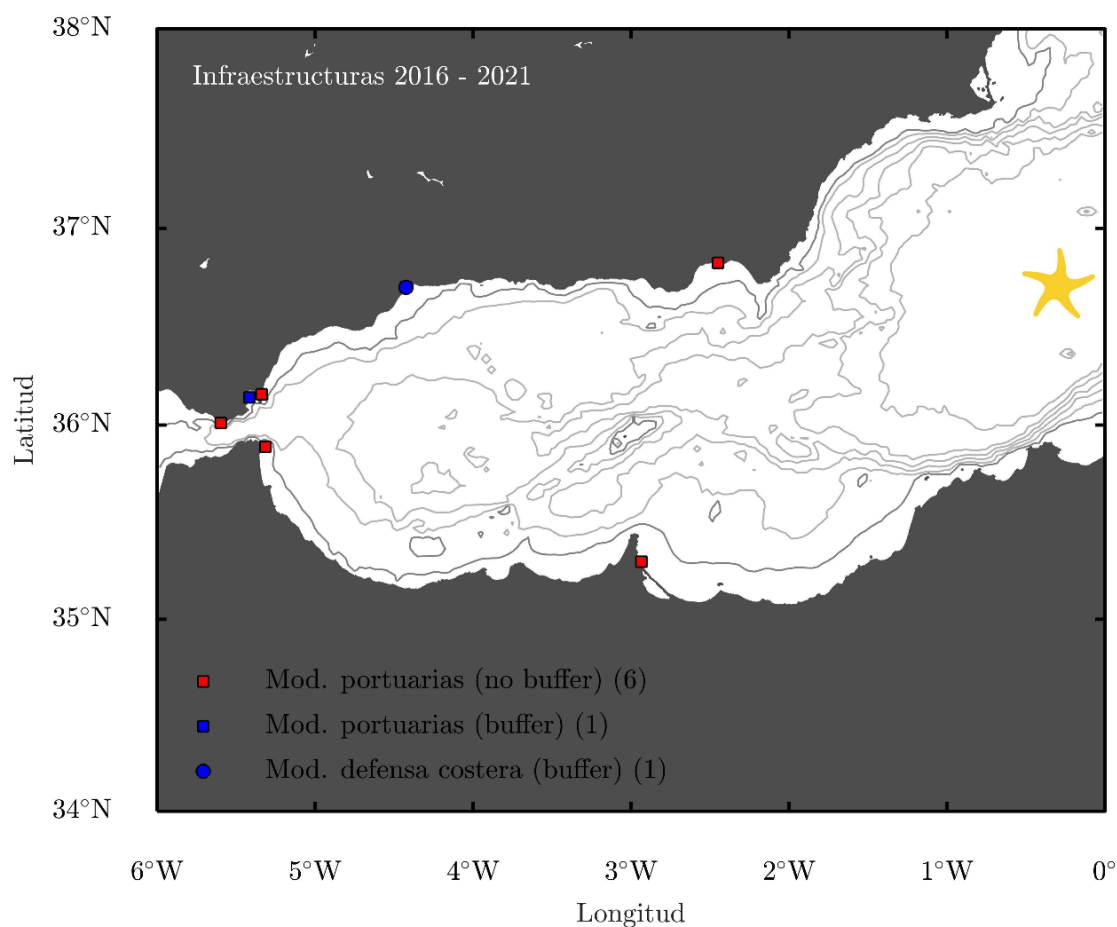 38°N
Infraestructuras 2016 - 2021
37°N
36°N
Latitud
35°N
Mod. portuarias (no buffer) (6)
Mod. portuarias (buffer) (1)
Mod. defensa costera (buffer) (1)
34°N
6°W 5°W 4°W 3°W 2°W 1°W 0°
Longitud